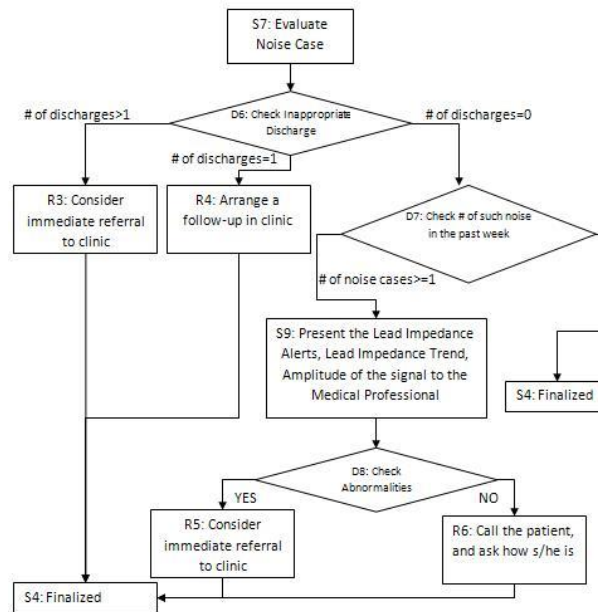 S7: Evaluate
Noise Case
# of discharges>1
D6: Check Inappropriate
Discharge
# of discharges=0
# of discharges=1
R3: Consider
immediate referral
to clinic
R4: Arrange a
follow-up in clinic
D7: Check # of such noise
in the past week
# of noise cases>=1
S9: Present the Lead Impedance
Alerts, Lead Impedance Trend,
Amplitude of the signal to the
Medical Professional
S4: Finalized
D8: Check
Abnormalities
YES
NO
R5: Consider
immediate referral
to clinic
R6: Call the patient,
and ask how s/he is
S4: Finalized